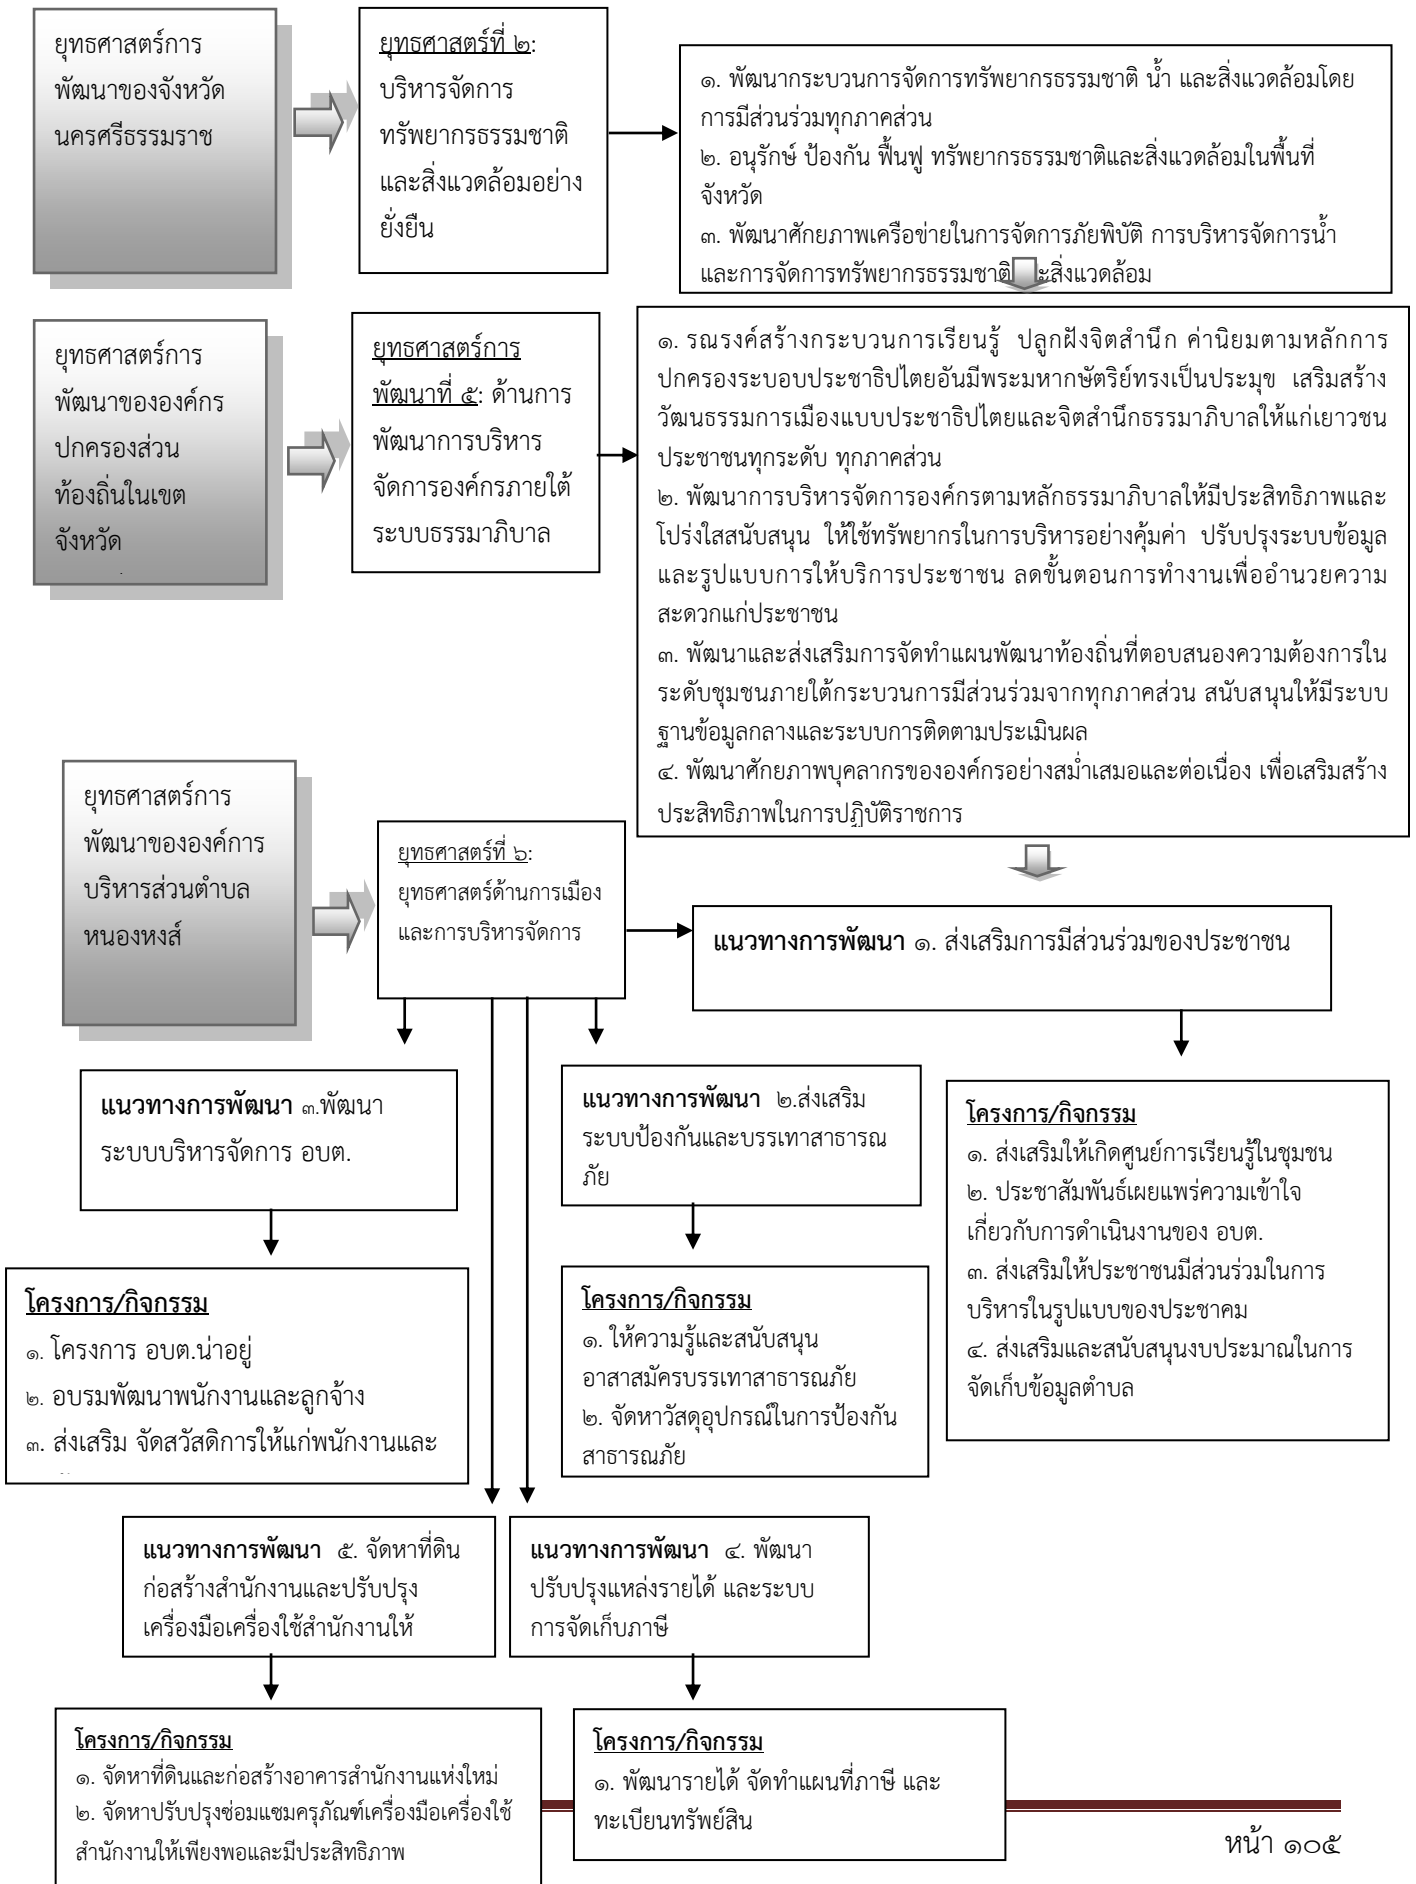 ยุทธศาสตร์การ
พัฒนาของจังหวัด
นครศรีธรรมราช
ยุทธศาสตร์ที่ ๒:
บริหารจัดการ
ทรัพยากรธรรมชาติ
และสิ่งแวดล้อมอย่าง
ยั่งยืน
๑. พัฒนากระบวนการจัดการทรัพยากรธรรมชาติ น้ำ และสิ่งแวดล้อมโดย
การมีส่วนร่วมทุกภาคส่วน
๒. อนุรักษ์ ป้องกัน ฟื้นฟู ทรัพยากรธรรมชาติและสิ่งแวดล้อมในพื้นที่
จังหวัด
๓. พัฒนาศักยภาพเครือข่ายในการจัดการภัยพิบัติ การบริหารจัดการน้ำ
และการจัดการทรัพยากรธรรมชาติ ะสิ่งแวดล้อม
ยุทธศาสตร์การ
พัฒนาขององค์กร
ปกครองส่วน
ท้องถิ่นในเขต
จังหวัด
ยุทธศาสตร์การ
พัฒนาที่ ๕: ด้านการ
พัฒนาการบริหาร
จัดการองค์กรภายใต้
ระบบธรรมาภิบาล
๑. รณรงค์สร้างกระบวนการเรียนรู้ ปลูกฝังจิตสำนึก ค่านิยมตามหลักการ
ปกครองระบอบประชาธิปไตยอันมีพระมหากษัตริย์ทรงเป็นประมุข เสริมสร้าง
วัฒนธรรมการเมืองแบบประชาธิปไตยและจิตสำนึกธรรมาภิบาลให้แก่เยาวชน
ประชาชนทุกระดับ ทุกภาคส่วน
๒. พัฒนาการบริหารจัดการองค์กรตามหลักธรรมาภิบาลให้มีประสิทธิภาพและ
โปร่งใสสนับสนุน ให้ใช้ทรัพยากรในการบริหารอย่างคุ้มค่า ปรับปรุงระบบข้อมูล
และรูปแบบการให้บริการประชาชน ลดขั้นตอนการทำงานเพื่ออำนวยความ
สะดวกแก่ประชาชน
๓. พัฒนาและส่งเสริมการจัดทำแผนพัฒนาท้องถิ่นที่ตอบสนองความต้องการใน
ระดับชุมชนภายใต้กระบวนการมีส่วนร่วมจากทุกภาคส่วน สนับสนุนให้มีระบบ
ฐานข้อมูลกลางและระบบการติดตามประเมินผล
๔. พัฒนาศักยภาพบุคลากรขององค์กรอย่างสม่ำเสมอและต่อเนื่อง เพื่อเสริมสร้าง
ประสิทธิภาพในการปฏิบัติราชการ
ยุทธศาสตร์การ
พัฒนาขององค์การ
บริหารส่วนตำบล
หนองหงส์
ยุทธศาสตร์ที่ ๖:
ยุทธศาสตร์ด้านการเมือง
และการบริหารจัดการ
แนวทางการพัฒนา ๑. ส่งเสริมการมีส่วนร่วมของประชาชน
แนวทางการพัฒนา ๓.พัฒนา
ระบบบริหารจัดการ อบต.
แนวทางการพัฒนา ๒.ส่งเสริม
ระบบป้องกันและบรรเทาสาธารณ
ภัย
โครงการ/กิจกรรม
๑. ส่งเสริมให้เกิดศูนย์การเรียนรู้ในชุมชน
๒. ประชาสัมพันธ์เผยแพร่ความเข้าใจ
เกี่ยวกับการดำเนินงานของ อบต.
๓. ส่งเสริมให้ประชาชนมีส่วนร่วมในการ
บริหารในรูปแบบของประชาคม
๔. ส่งเสริมและสนับสนุนงบประมาณในการ
จัดเก็บข้อมูลตำบล
โครงการ/กิจกรรม
๑. โครงการ อบต.น่าอยู่
๒. อบรมพัฒนาพนักงานและลูกจ้าง
๓. ส่งเสริม จัดสวัสดิการให้แก่พนักงานและ
โครงการ/กิจกรรม
๑. ให้ความรู้และสนับสนุน
อาสาสมัครบรรเทาสาธารณภัย
๒. จัดหาวัสดุอุปกรณ์ในการป้องกัน
สาธารณภัย
แนวทางการพัฒนา ๕. จัดหาที่ดิน
ก่อสร้างสำนักงานและปรับปรุง
เครื่องมือเครื่องใช้สำนักงานให้
แนวทางการพัฒนา ๔. พัฒนา
ปรับปรุงแหล่งรายได้ และระบบ
การจัดเก็บภาษี
โครงการ/กิจกรรม
๑. จัดหาที่ดินและก่อสร้างอาคารสำนักงานแห่งใหม่
๒. จัดหาปรับปรุงซ่อมแซมครุภัณฑ์เครื่องมือเครื่องใช้
สำนักงานให้เพียงพอและมีประสิทธิภาพ
โครงการ/กิจกรรม
๑. พัฒนารายได้ จัดทำแผนที่ภาษี และ
ทะเบียนทรัพย์สิน
หน้า ๑๐๕